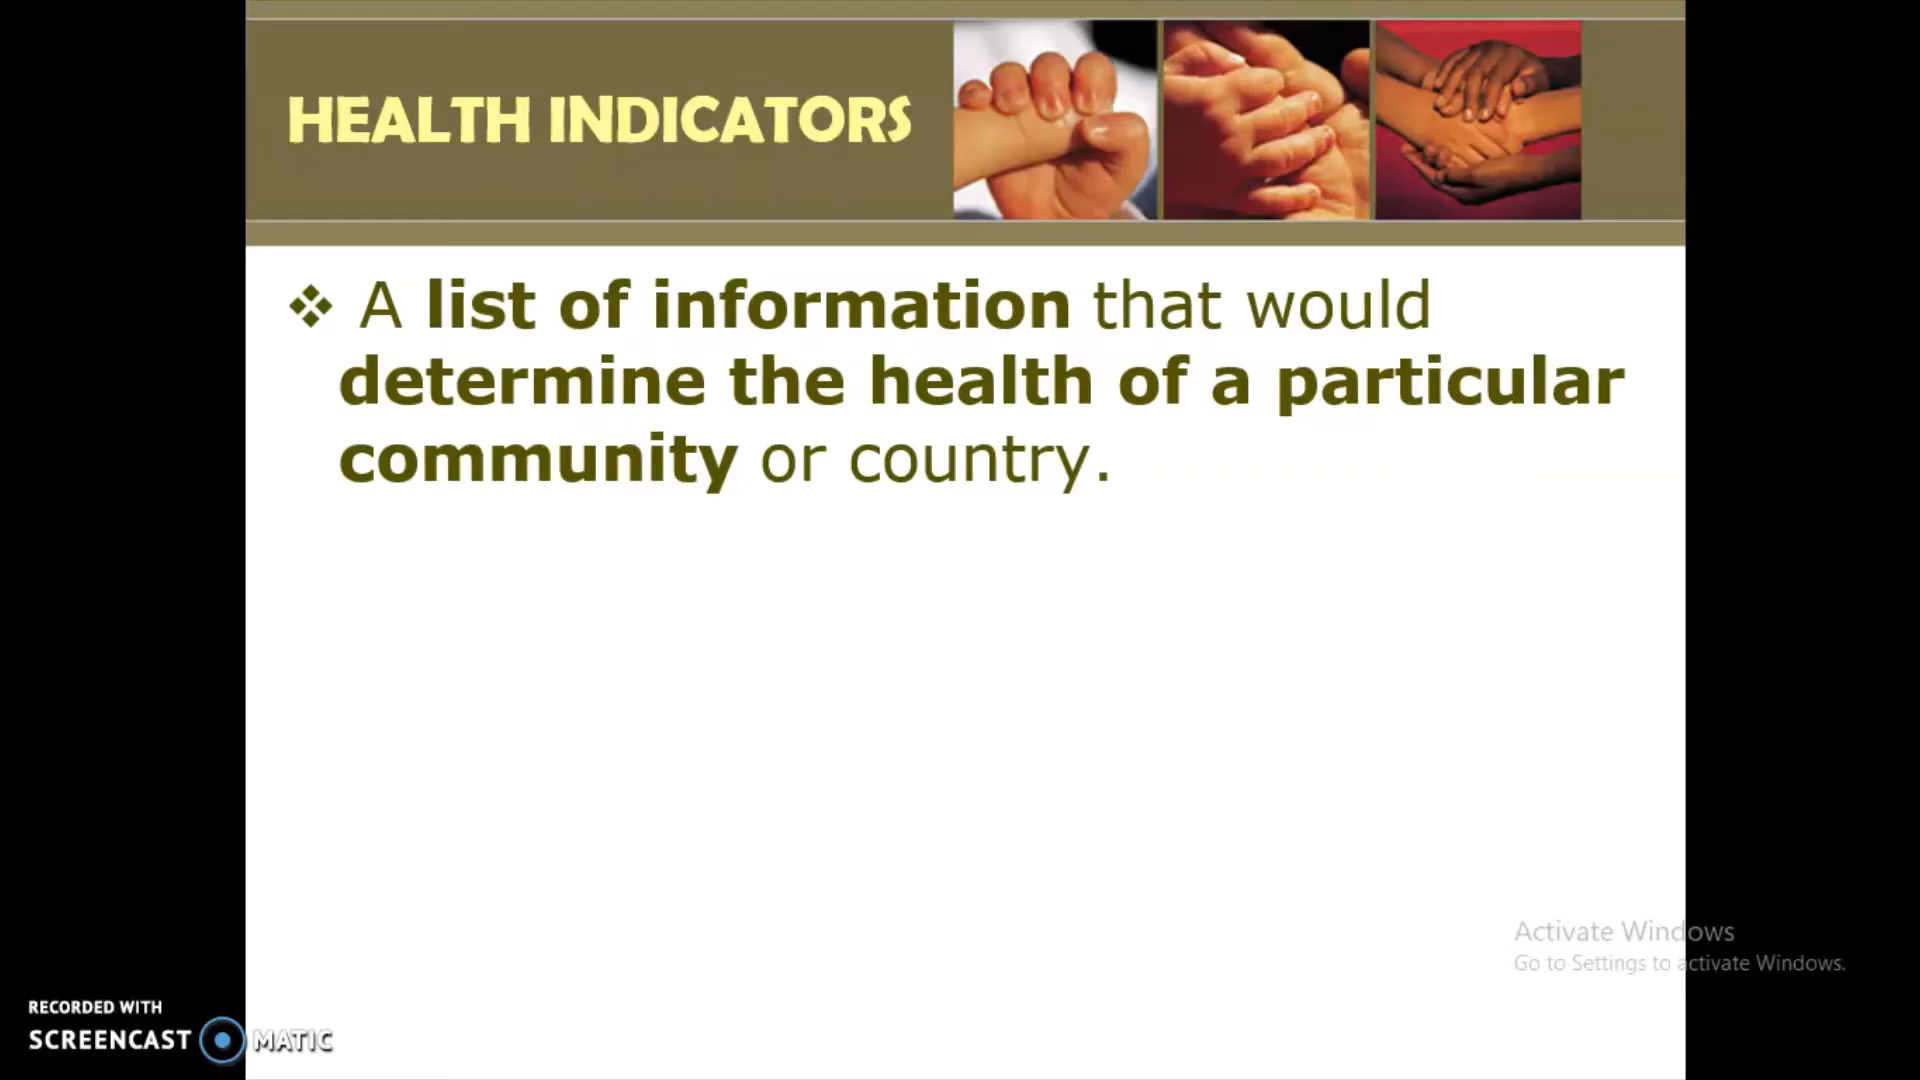 HEALTH INDICATORS
❖ A list of information that would
determine the health of a particular
community or country.
Activate Windows
Go to Settings to activate Windows.
RECORDED WITH
SCREENCAST MATIC